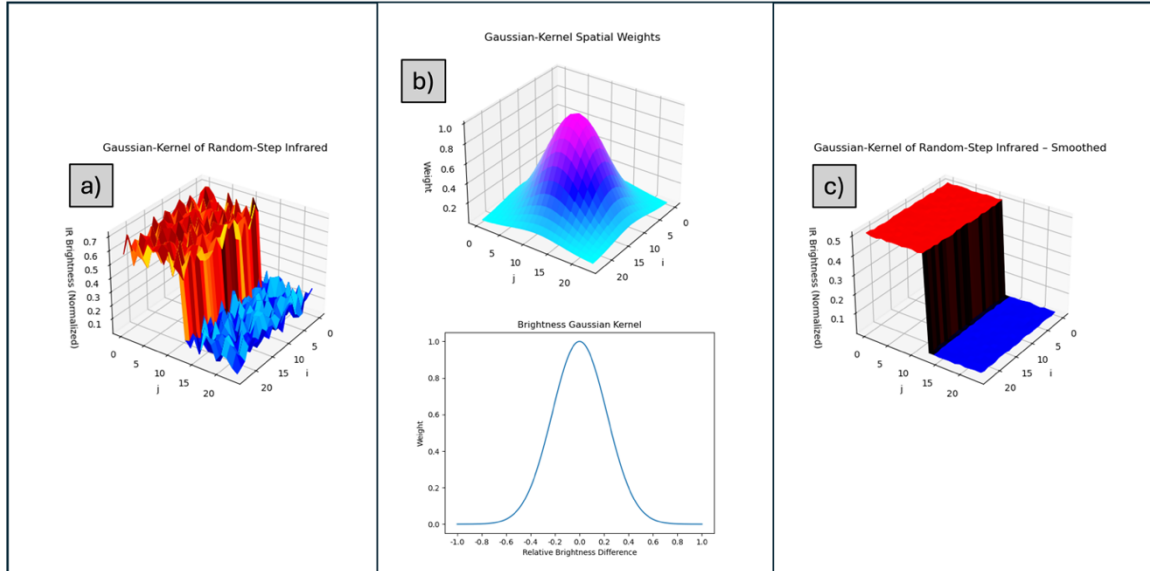 Gaussian-Kernel of Random-Step Infrared
a)
IR Brightness (Normalized)
0.7
0.6
0.5
0.4
0.3
0.2
0.1
0
5
10
15
20
j
20
15
10
5
0
i
Gaussian-Kernel Spatial Weights
b)
Weight
1.0
0.8
0.6
0.4
0.2
0
5
10
15
20
j
20
15
10
5
0
i
Brightness Gaussian Kernel
Weight
1.0
0.8
0.6
0.4
0.2
0.0
-1.0 -0.8 -0.6 -0.4 -0.2 0.0 0.2 0.4 0.6 0.8 1.0
Relative Brightness Difference
Gaussian-Kernel of Random-Step Infrared – Smoothed
c)
IR Brightness (Normalized)
0.5
0.4
0.3
0.2
0.1
0
5
10
15
20
j
20
15
10
5
0
i